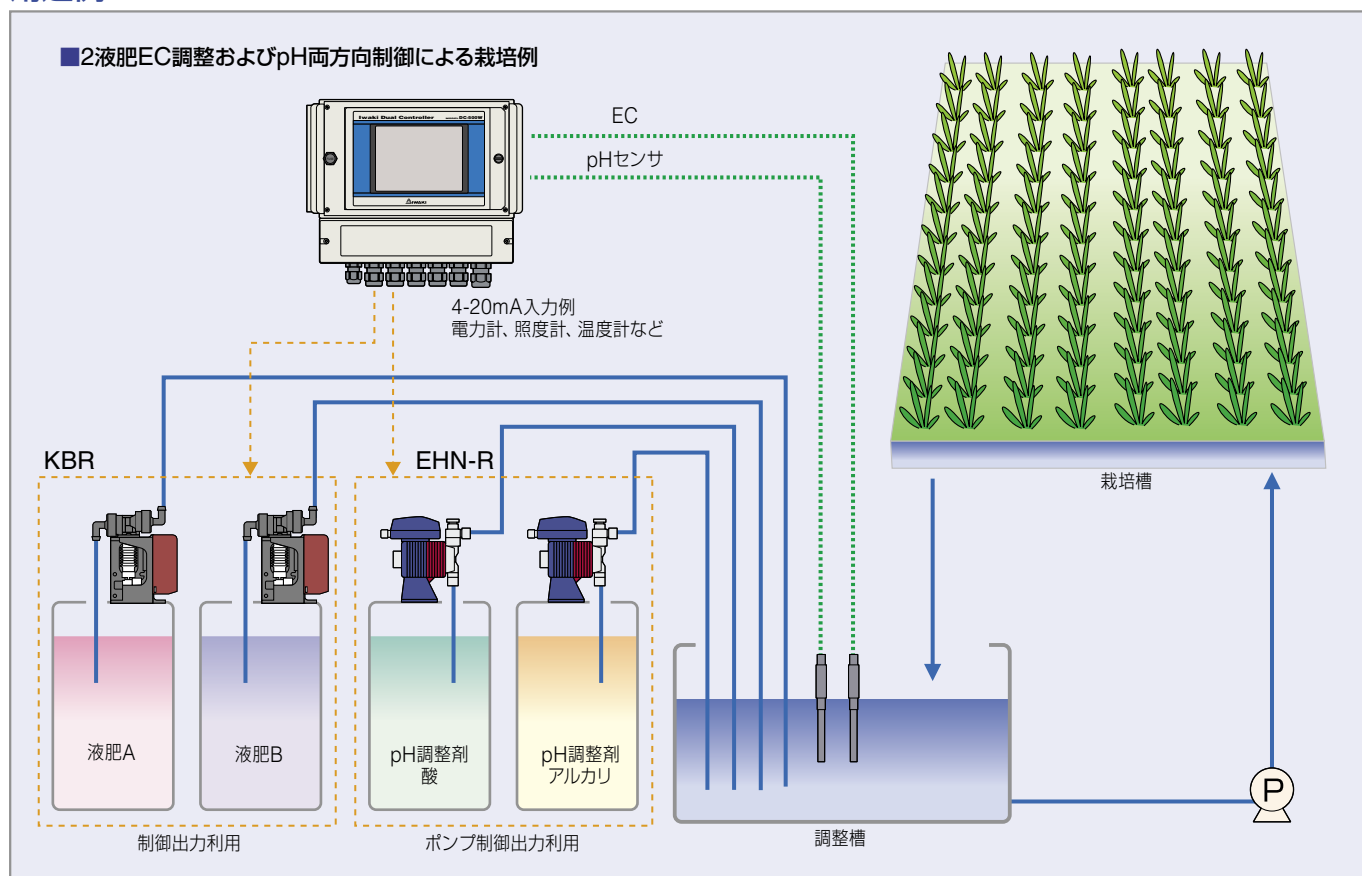 ■2液肥EC調整およびpH両方向制御による栽培例
Iwaki Dual Controller DC-500W
IWAKI
EC
pHセンサ
4-20mA入力例
電力計、照度計、温度計など
KBR
EHN-R
栽培槽
液肥A
液肥B
pH調整剤
酸
pH調整剤
アルカリ
P
制御出力利用
ポンプ制御出力利用
調整槽